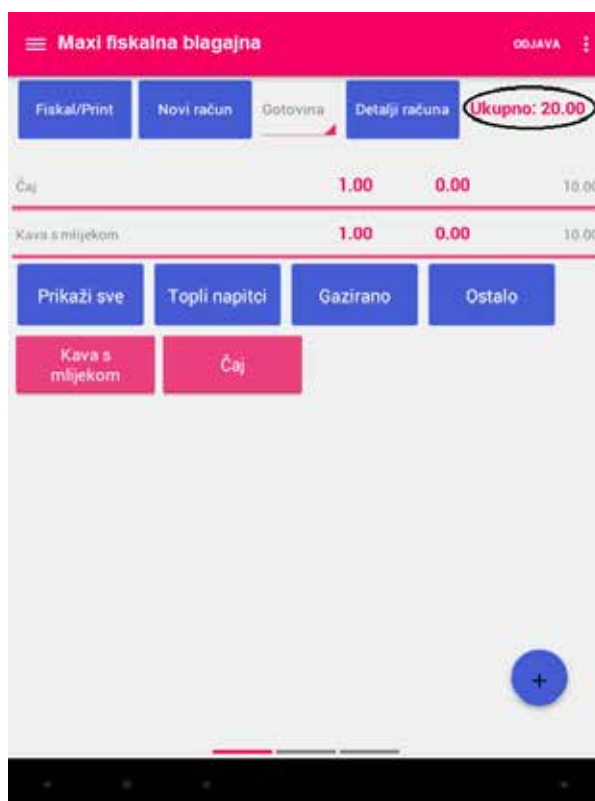 Maxi fiskalna blagajna ODJAVA
Fiskal/Print Novi račun Gotovina Detalji računa Ukupno: 20.00
Čaj 1.00 0.00 10.00
Kava s mlijekom 1.00 0.00 10.00
Prikaži sve Topli napitci Gazirano Ostalo
Kava s
mlijekom Čaj
+